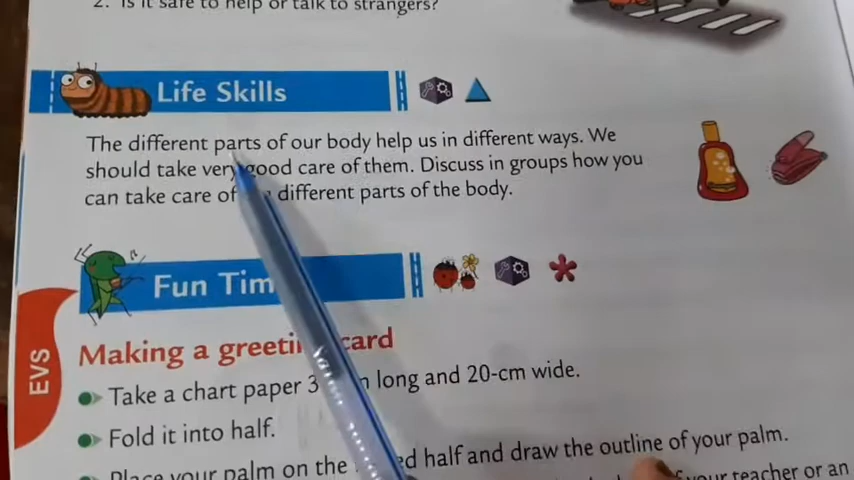 2. Is it safe to help or talk to strangers?
Life Skills
The different parts of our body help us in different ways. We
should take very good care of them. Discuss in groups how you
can take care of different parts of the body.
Fun Tim
EVS
Making a greeti card
Take a chart paper 3 long and 20-cm wide.
Fold it into half.
Place your palm on the ed half and draw the outline of your palm.
your teacher or an